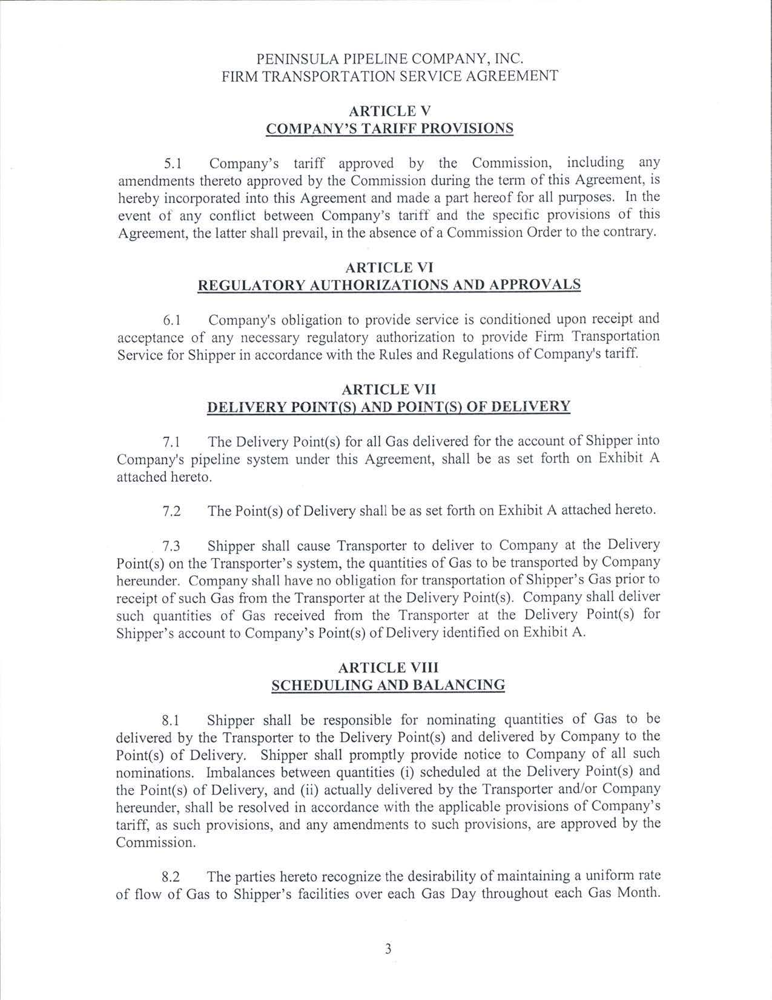 PENINSULA PIPELINE COMPANY, INC.
FIRM TRANSPORTATION SERVICE AGREEMENT
ARTICLE V
COMPANY'S TARIFF PROVISIONS
5.1 Company's tariff approved by the Commission, including any
amendments thereto approved by the Commission during the term of this Agreement, is
hereby incorporated into this Agreement and made a part hereof for all purposes. In the
event of any conflict between Company's tariff and the specific provisions of this
Agreement, the latter shall prevail, in the absence of a Commission Order to the contrary.
ARTICLE VI
REGULATORY AUTHORIZATIONS AND APPROVALS
6.1 Company's obligation to provide service is conditioned upon receipt and
acceptance of any necessary regulatory authorization to provide Firm Transportation
Service for Shipper in accordance with the Rules and Regulations of Company's tariff.
ARTICLE VII
DELIVERY POINT(S) AND POINT(S) OF DELIVERY
7.1 The Delivery Point(s) for all Gas delivered for the account of Shipper into
Company's pipeline system under this Agreement, shall be as set forth on Exhibit A
attached hereto.
7.2 The Point(s) of Delivery shall be as set forth on Exhibit A attached hereto.
7.3 Shipper shall cause Transporter to deliver to Company at the Delivery
Point(s) on the Transporter's system, the quantities of Gas to be transported by Company
hereunder. Company shall have no obligation for transportation of Shipper's Gas prior to
receipt of such Gas from the Transporter at the Delivery Point(s). Company shall deliver
such quantities of Gas received from the Transporter at the Delivery Point(s) for
Shipper's account to Company's Point(s) of Delivery identified on Exhibit A.
ARTICLE VIII
SCHEDULING AND BALANCING
8.1 Shipper shall be responsible for nominating quantities of Gas to be
delivered by the Transporter to the Delivery Point(s) and delivered by Company to the
Point(s) of Delivery. Shipper shall promptly provide notice to Company of all such
nominations. Imbalances between quantities (i) scheduled at the Delivery Point(s) and
the Point(s) of Delivery, and (ii) actually delivered by the Transporter and/or Company
hereunder, shall be resolved in accordance with the applicable provisions of Company's
tariff, as such provisions, and any amendments to such provisions, are approved by the
Commission.
8.2 The parties hereto recognize the desirability of maintaining a uniform rate
of flow of Gas to Shipper's facilities over each Gas Day throughout each Gas Month.
3